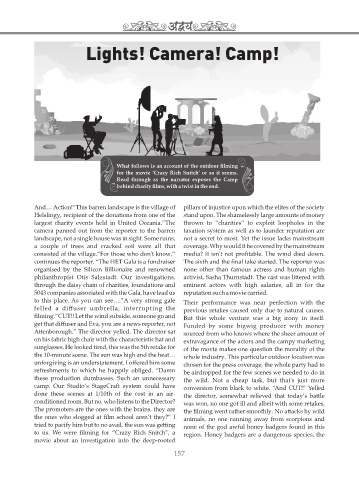 अद्वय
Lights! Camera! Camp!
What follows is an account of the outdoor filming
for the movie 'Crazy Rich Snitch' or so it seems.
Read through as the narrator exposes the Camp
behind charity films, with a twist in the end.
And… Action!"This barren landscape is the village of
Helsingy, recipient of the donations from one of the
largest charity events held in United Oceania."The
camera panned out from the reporter to the barren
landscape, not a single house was in sight. Some ruins,
a couple of trees and cracked soil were all that
consisted of the village."For those who don't know,"
continues the reporter, "The HET Gala is a fundraiser
organised by the Silicon Billionaire and renowned
philanthropist Otis Salzstadt. Our investigations,
through the daisy chain of charities, foundations and
5043 companies associated with the Gala, have lead us
to this place. As you can see…."A very strong gale
felled a diffuser umbrella, interrupting the
filming."CUT! Let the wind subside, someone go and
get that diffuser and Eva, you are a news reporter, not
Attenborough." The director yelled. The director sat
on his fabric high chair with the characteristic hat and
sunglasses. He looked tired, this was the 5th retake for
the 10-minute scene. The sun was high and the heat…
unforgiving is an understatement. I offered him some
refreshments to which he happily obliged. "Damn
these production dumbasses. Such an unnecessary
camp. Our Studio's StageCraft system could have
done these scenes at 1/10th of the cost in an air-
conditioned room. But no, who listens to the Director?
The promoters are the ones with the brains, they are
the ones who slogged at film school aren't they?" I
tried to pacify him but to no avail, the sun was getting
to us. We were filming for "Crazy Rich Snitch", a
movie about an investigation into the deep-rooted
pillars of injustice upon which the elites of the society
stand upon. The shamelessly large amounts of money
thrown to "charities" to exploit loopholes in the
taxation system as well as to launder reputation are
not a secret to most. Yet the issue lacks mainstream
coverage. Why would it be covered by the mainstream
media? It isn't not profitable. The wind died down.
The sixth and the final take started. The reporter was
none other than famous actress and human rights
activist, Sasha Thurnstadf. The cast was littered with
eminent actors with high salaries, all in for the
reputation such a movie carried.
Their performance was near perfection with the
previous retakes caused only due to natural causes.
But this whole venture was a big irony in itself.
Funded by some bigwig producer with money
sourced from who knows where the sheer amount of
extravagance of the actors and the campy marketing
of the movie makes one question the morality of the
whole industry. This particular outdoor location was
chosen for the press coverage, the whole party had to
be airdropped for the few scenes we needed to do in
the wild. Not a cheap task, but that's just more
conversion from black to white. "And CUT!" Yelled
the director, somewhat relieved that today's battle
was won, no one got ill and albeit with some retakes,
the filming went rather smoothly. No attacks by wild
animals, no one running away from scorpions and
none of the god awful honey badgers found in this
region. Honey badgers are a dangerous species, the
157